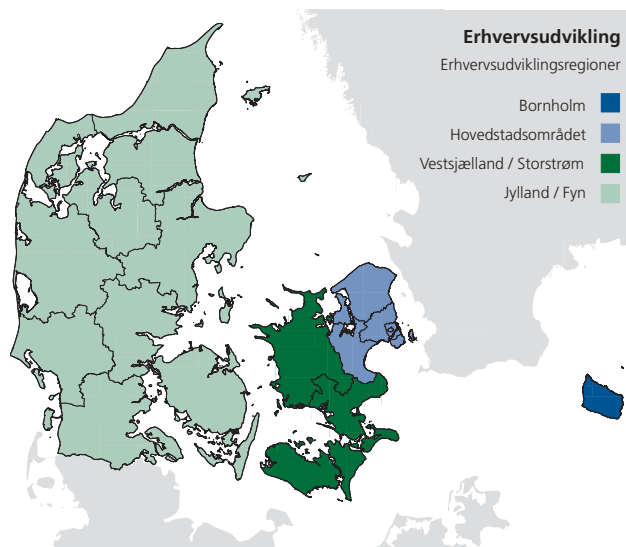 Erhvervsudvikling
Erhvervsudviklingsregioner
Bornholm
Hovedstadsområdet
Vestsjælland / Storstrøm
Jylland / Fyn